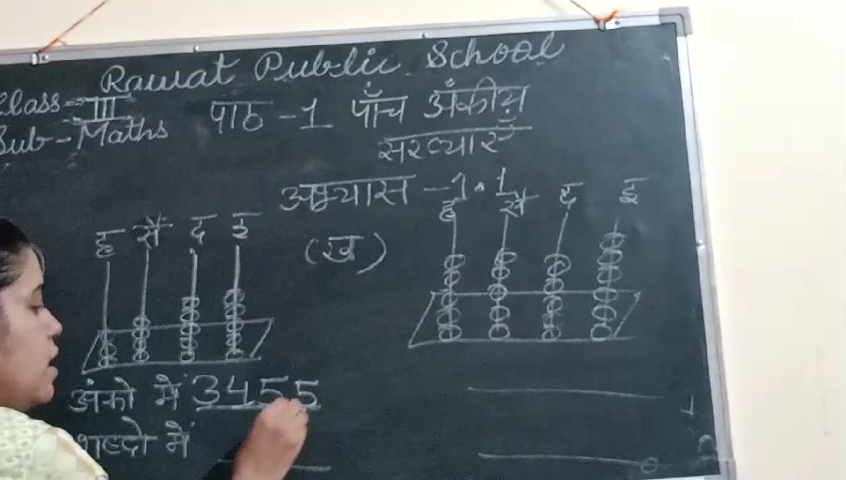 Rawat Public School
Class - III
Sub - Maths
पाठ - 1 पाँच अंकीय
संख्याएँ
अभ्यास - 1.1
ह सै द इ
(ख)
ह सै द इ
अंको में 3455
शब्दो में